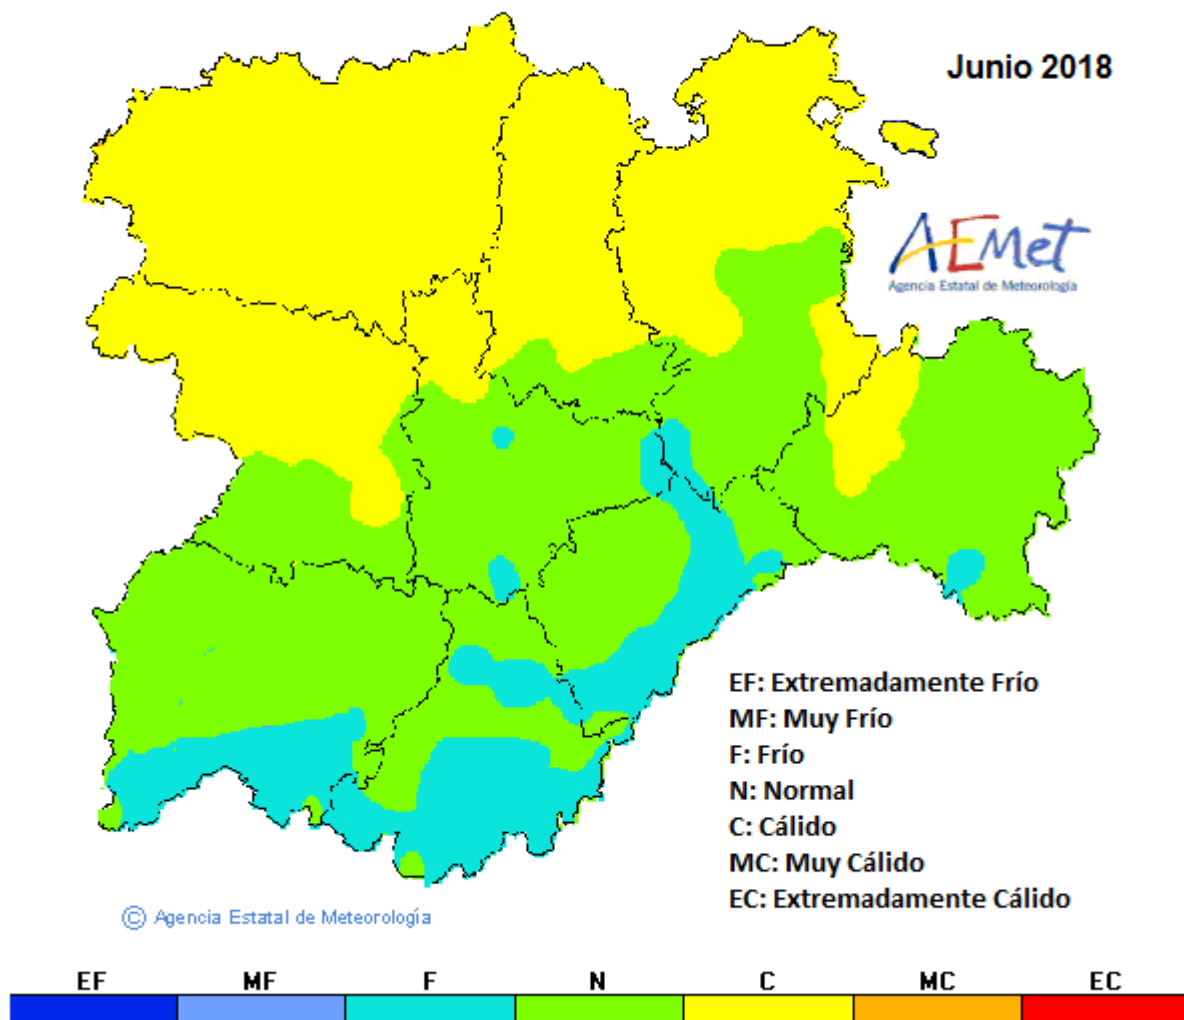 Junio 2018
AEMet
Agencia Estatal de Meteorología
EF: Extremadamente Frío
MF: Muy Frío
F: Frío
N: Normal
C: Cálido
MC: Muy Cálido
EC: Extremadamente Cálido
© Agencia Estatal de Meteorología
EF MF F N C MC EC